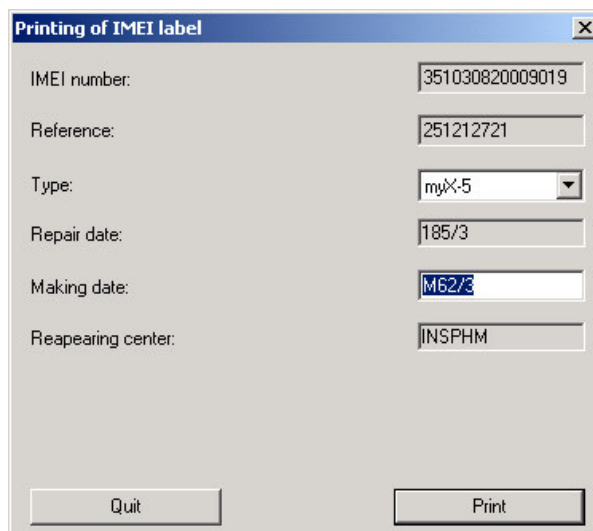 Printing of IMEI label
IMEI number: 351030820009019
Reference: 251212721
Type: myX-5
Repair date: 185/3
Making date: M62/3
Reapearing center: INSPHM
Quit Print